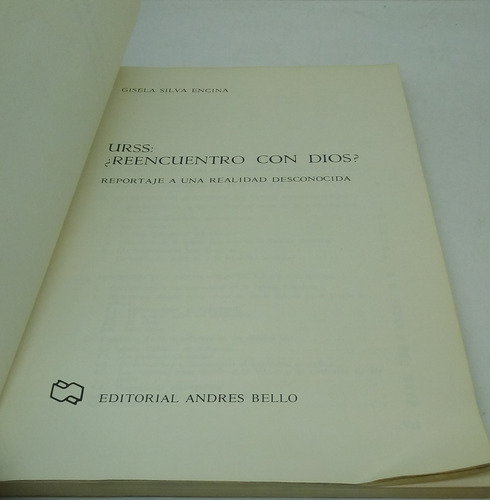 GISELA SILVA ENCINA
URSS:
¿REENCUENTRO CON DIOS?
REPORTAJE A UNA REALIDAD DESCONOCIDA
EDITORIAL ANDRES BELLO